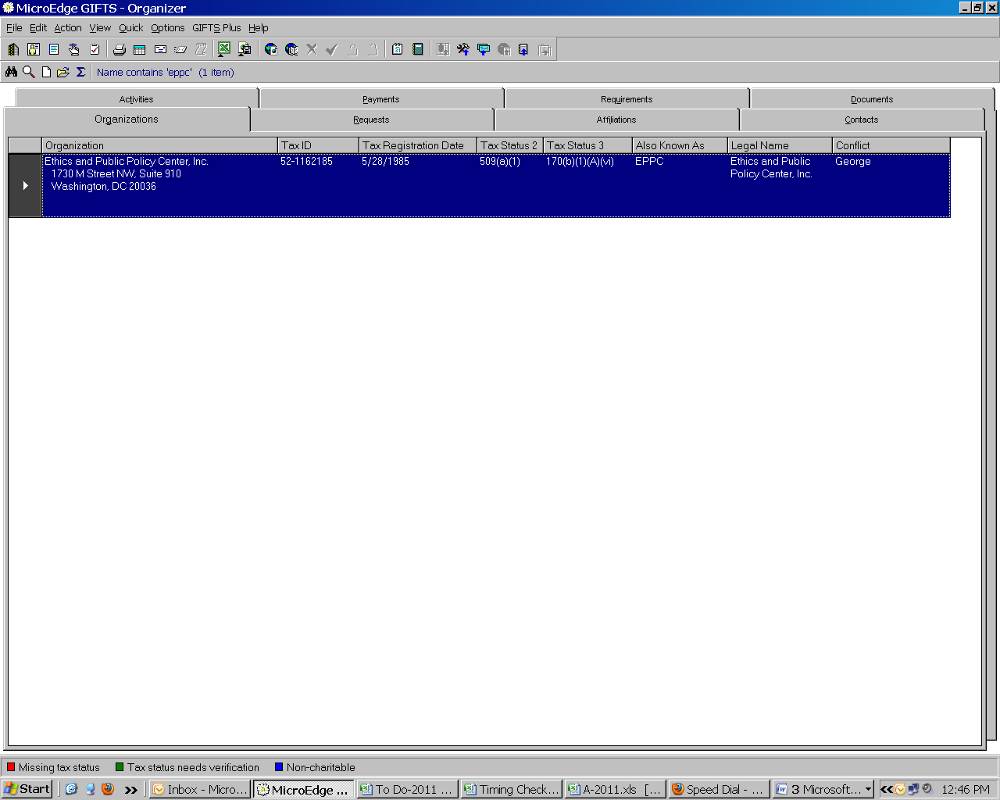 MicroEdge GIFTS - Organizer
File Edit Action View Quick Options GIFTS Plus Help
Name contains 'eppc' (1 item)
Activities Payments Requirements Documents
Organizations Requests Affiliations Contacts
Organization Tax ID Tax Registration Date Tax Status 2 Tax Status 3 Also Known As Legal Name Conflict
Ethics and Public Policy Center, Inc. 52-1162185 5/28/1985 509(a)(1) 170(b)(1)(A)(vi) EPPC Ethics and Public George
1730 M Street NW, Suite 910 Policy Center, Inc.
Washington, DC 20036
Missing tax status Tax status needs verification Non-charitable
Start Inbox - Micro... MicroEdge ... To Do-2011 ... Timing Check... A-2011.xls [... Speed Dial - ... 3 Microsoft... 12:46 PM